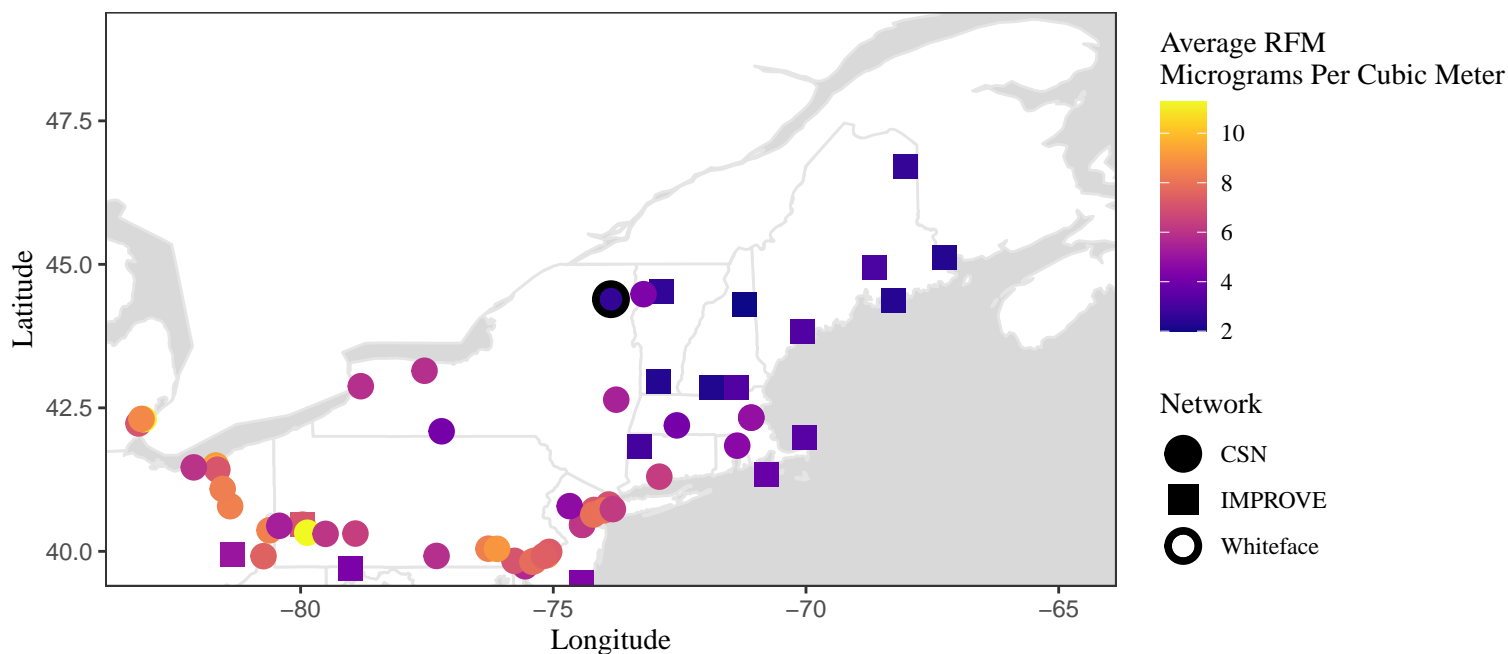 47.5
45.0
42.5
40.0
Latitude
−80
−75
−70
−65
Longitude
Average RFM
Micrograms Per Cubic Meter
10
8
6
4
2
Network
CSN
IMPROVE
Whiteface